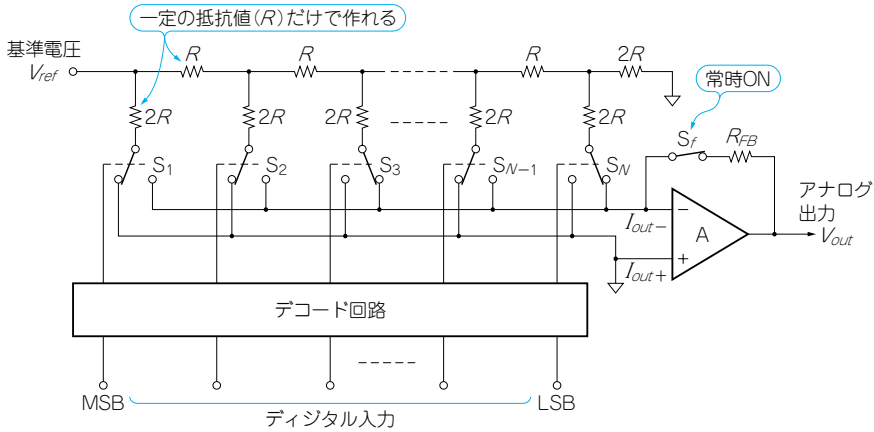 一定の抵抗値(R)だけで作れる
基準電圧
Vref
R
R
R
2R
常時ON
2R
2R
2R
2R
2R
Sf
RFB
S1
S2
S3
SN−1
SN
アナログ
出力
Vout
Iout−
−
A
Iout+
+
デコード回路
MSB
LSB
ディジタル入力